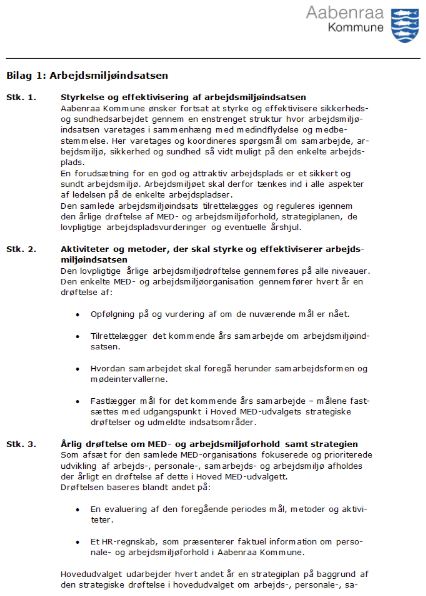 Aabenraa
Kommune
Bilag 1: Arbejdsmiljøindsatsen
Stk. 1. Styrkelse og effektivisering af arbejdsmiljøindsatsen
Aabenraa Kommune ønsker fortsat at styrke og effektivisere sikkerheds-
og sundhedsarbejdet gennem en enstrenget struktur hvor arbejdsmiljø-
indsatsen varetages i sammenhæng med medindflydelse og medbe-
stemmelse. Her varetages og koordineres spørgsmål om samarbejde, ar-
bejdsmiljø, sikkerhed og sundhed så vidt muligt på den enkelte arbejds-
plads.
En forudsætning for en god og attraktiv arbejdsplads er et sikkert og
sundt arbejdsmiljø. Arbejdsmiljøet skal derfor tænkes ind i alle aspekter
af ledelsen på de enkelte arbejdspladser.
Den samlede arbejdsmiljøindsats tilrettelægges og reguleres igennem
den årlige drøftelse af MED- og arbejdsmiljøforhold, strategiplanen, de
lovpligtige arbejdspladsvurderinger og eventuelle årshjul.
Stk. 2. Aktiviteter og metoder, der skal styrke og effektiviserer arbejds-
miljøindsatsen
Den lovpligtige årlige arbejdsmiljødrøftelse gennemføres på alle niveauer.
Den enkelte MED- og arbejdsmiljøorganisation gennemfører hvert år en
drøftelse af:
• Opfølgning på og vurdering af om de nuværende mål er nået.
• Tilrettelægger det kommende års samarbejde om arbejdsmiljøind-
satsen.
• Hvordan samarbejdet skal foregå herunder samarbejdsformen og
mødeintervallerne.
• Fastlægger mål for det kommende års samarbejde – målene fast-
sættes med udgangspunkt i Hoved MED-udvalgets strategiske
drøftelser og udmeldte indsatsområder.
Stk. 3. Årlig drøftelse om MED- og arbejdsmiljøforhold samt strategien
Som afsæt for den samlede MED-organisations fokuserede og prioriterede
udvikling af arbejds-, personale-, samarbejds- og arbejdsmiljø afholdes
der årligt en drøftelse af dette i Hoved MED-udvalgett.
Drøftelsen baseres blandt andet på:
• En evaluering af den foregående periodes mål, metoder og aktivi-
teter.
• Et HR-regnskab, som præsenterer faktuel information om perso-
nale- og arbejdsmiljøforhold i Aabenraa Kommune.
Hovedudvalget udarbejder hvert andet år en strategiplan på baggrund af
den strategiske drøftelse i hovedudvalget om arbejds-, personale-, sa-